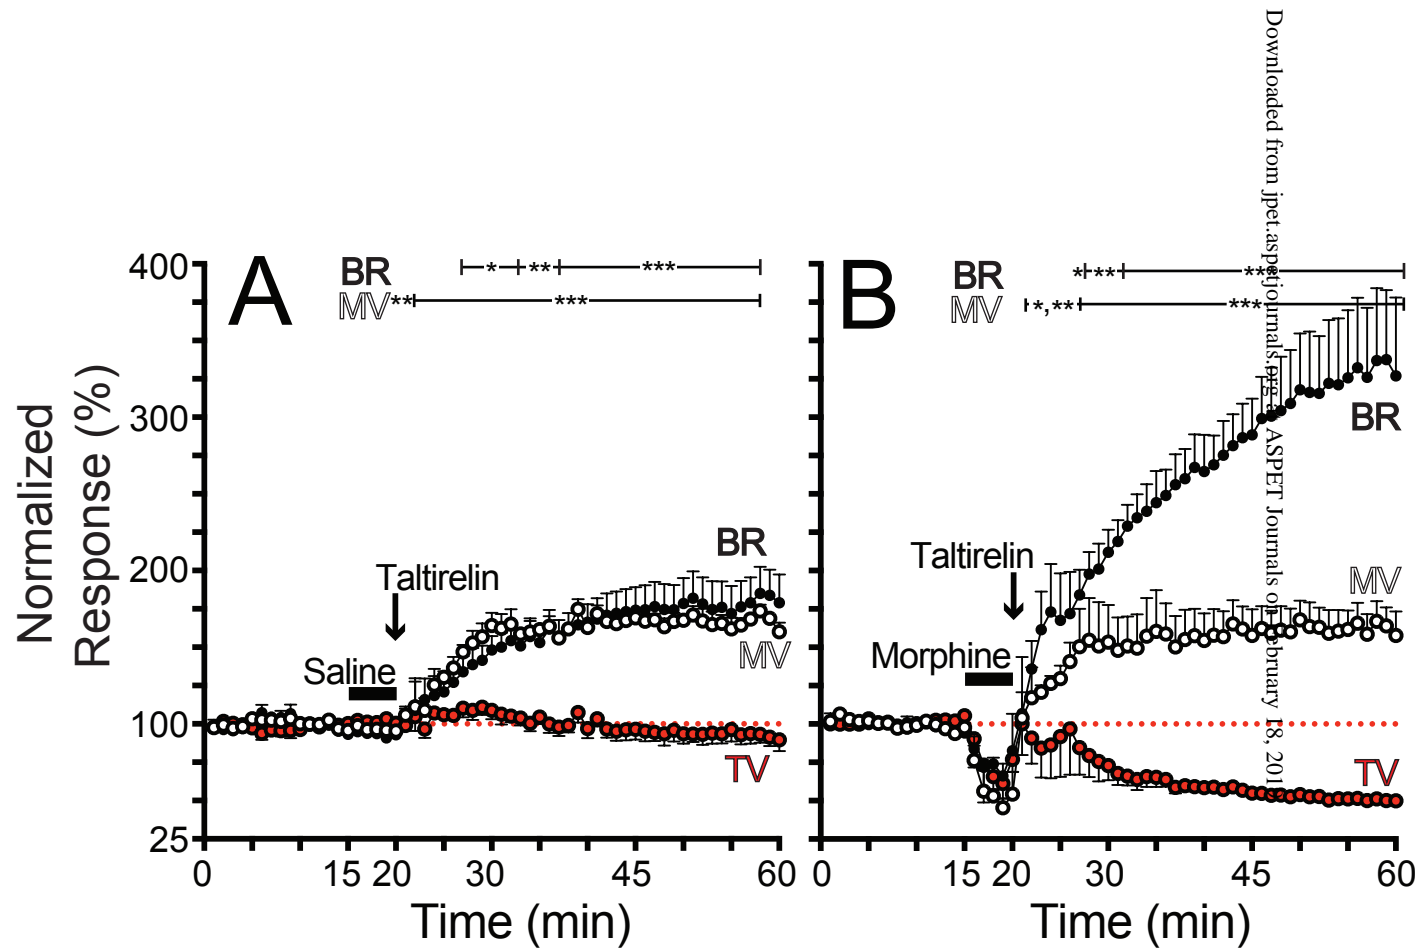 Downloaded from jpet.aspetjournals.org at ASPET Journals on February 18, 201
Normalized
Response (%)
400
300
200
100
25
A
BR
MV
*
**
***
**
***
Taltirelin
Saline
BR
MV
TV
0
15
20
30
45
60
Time (min)
B
BR
MV
*
**
**
*,**
***
Taltirelin
Morphine
BR
MV
TV
0
15
20
30
45
60
Time (min)